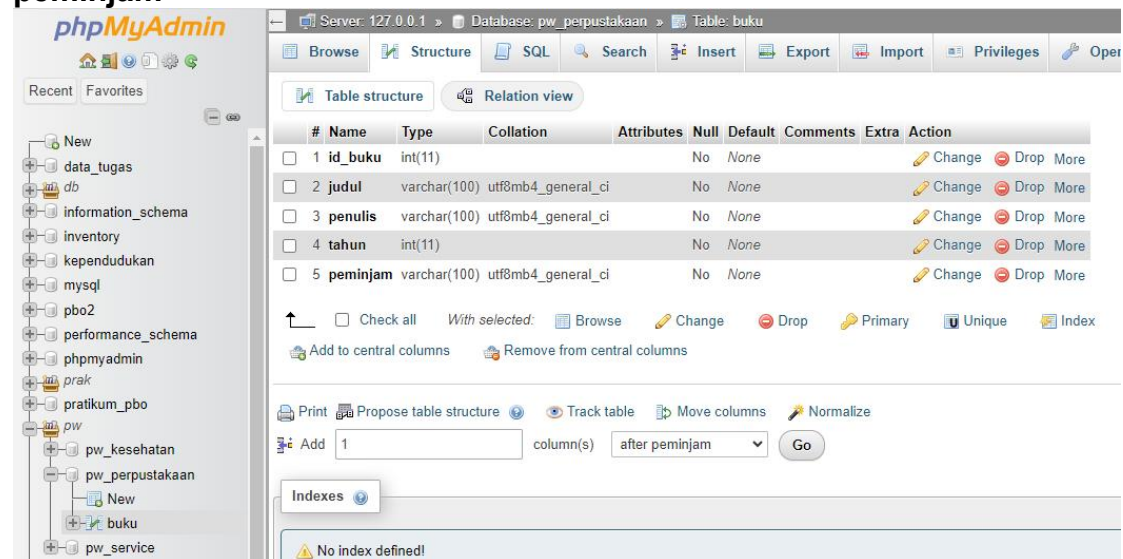 phpMyAdmin
Recent Favorites
New
data_tugas
db
information_schema
inventory
kependudukan
mysql
pbo2
performance_schema
phpmyadmin
prak
pratikum_pbo
pw
pw_kesehatan
pw_perpustakaan
New
buku
pw_service
Server: 127.0.0.1 » Database: pw_perpustakaan » Table: buku
Browse Structure SQL Search Insert Export Import Privileges Oper
Table structure Relation view
# Name Type Collation Attributes Null Default Comments Extra Action
1 id_buku int(11) No None Change Drop More
2 judul varchar(100) utf8mb4_general_ci No None Change Drop More
3 penulis varchar(100) utf8mb4_general_ci No None Change Drop More
4 tahun int(11) No None Change Drop More
5 peminjam varchar(100) utf8mb4_general_ci No None Change Drop More
Check all With selected: Browse Change Drop Primary Unique Index
Add to central columns Remove from central columns
Print Propose table structure Track table Move columns Normalize
Add 1 column(s) after peminjam Go
Indexes
No index defined!